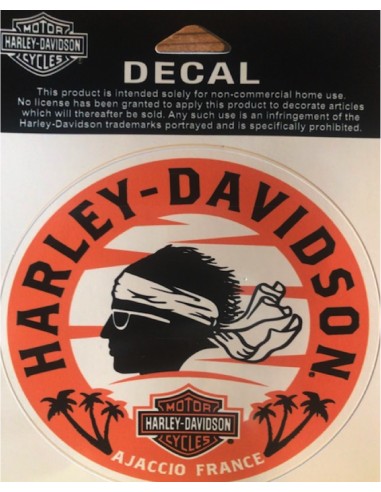 MOTOR
HARLEY-DAVIDSON
CYCLES
DECAL
This product is intended solely for non-commercial home use.
No license has been granted to apply this product to decorate articles
which will thereafter be sold. Any such use is an infringement of the
Harley-Davidson trademarks portrayed and is specifically prohibited.
HARLEY-DAVIDSON
MOTOR
HARLEY-DAVIDSON
CYCLES
AJACCIO FRANCE